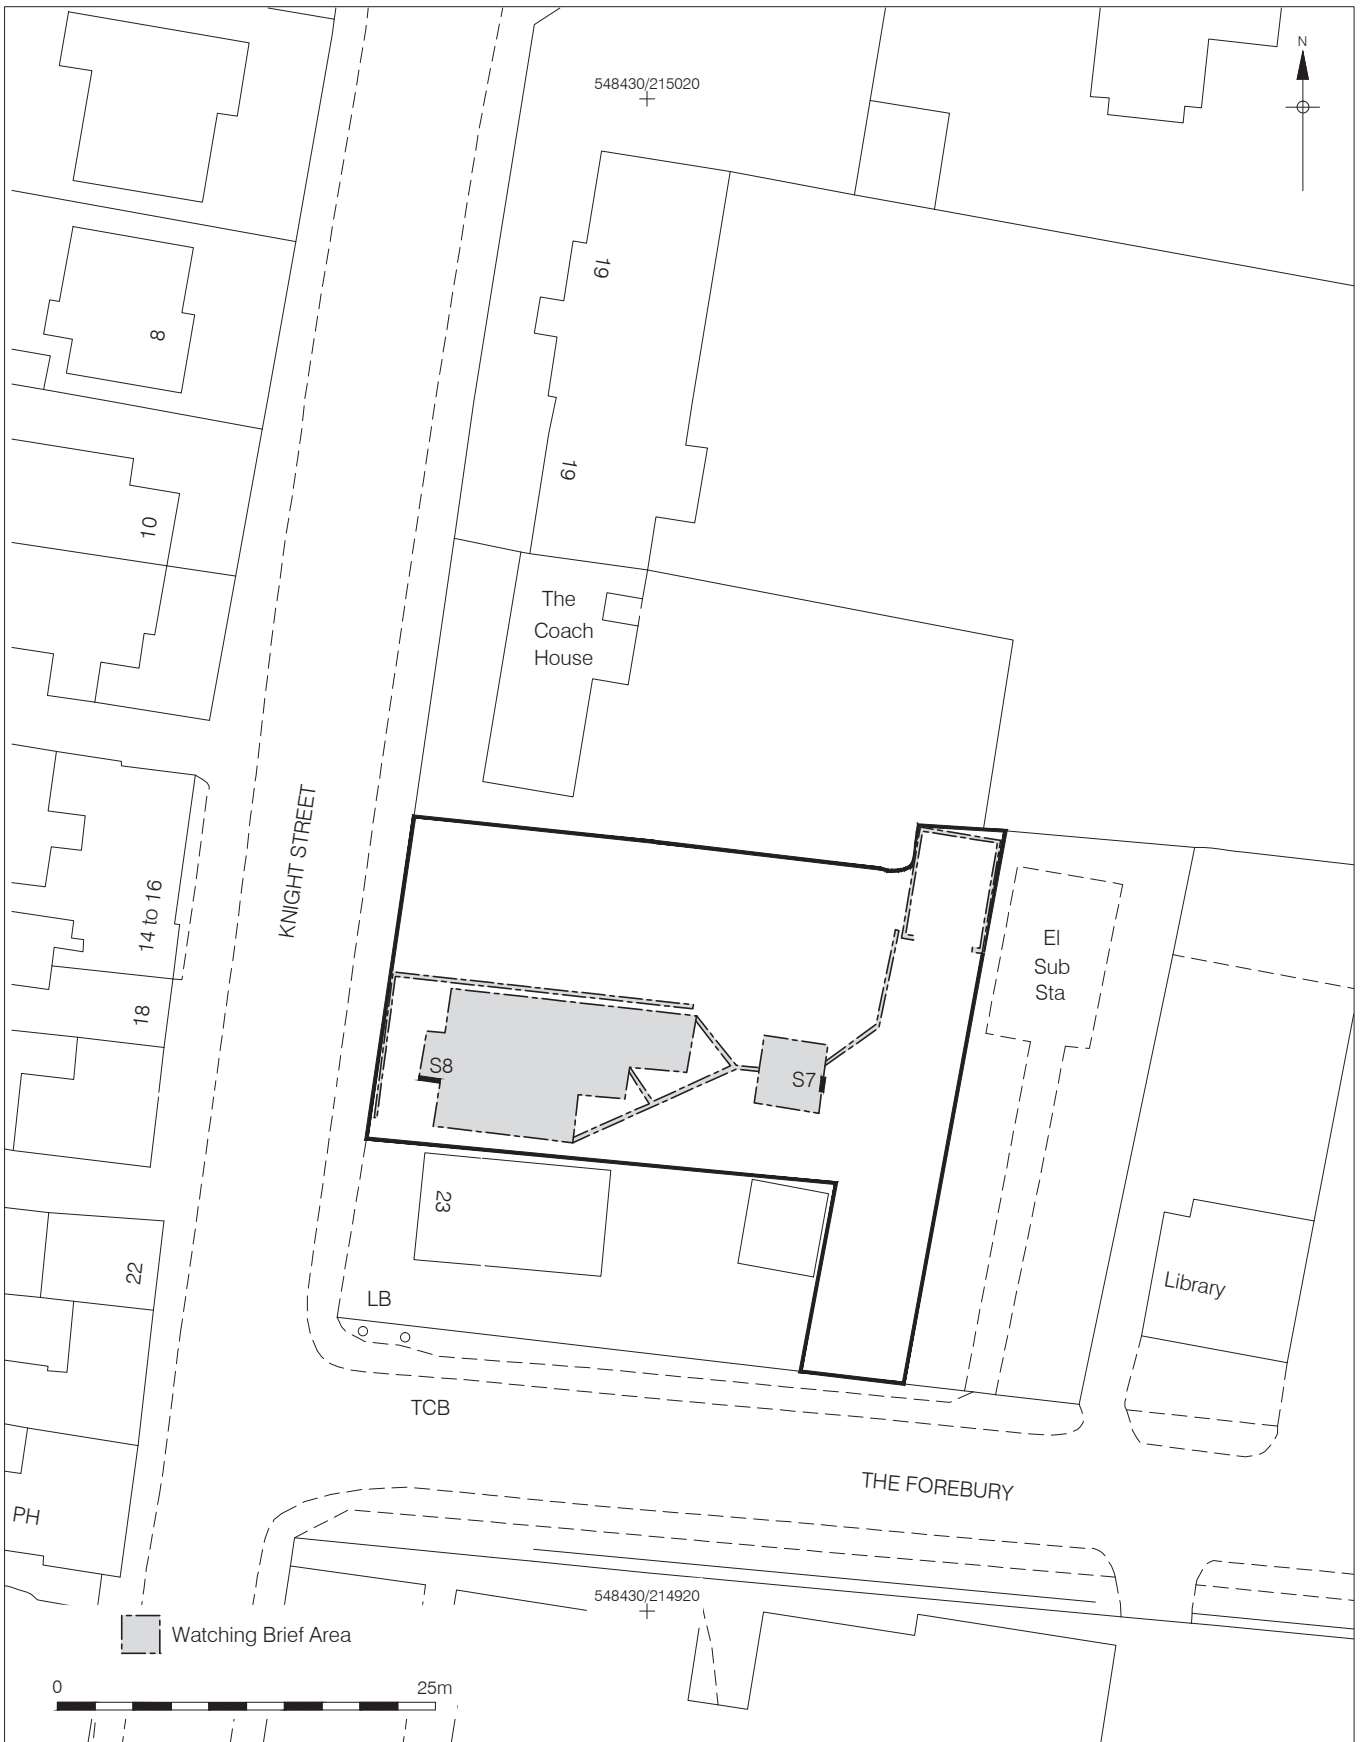 N
548430/215020
19
8
19
10
The
Coach
House
KNIGHT STREET
14 to 16
El
Sub
Sta
18
S8
S7
23
22
Library
LB
TCB
THE FOREBURY
PH
548430/214920
Watching Brief Area
0
25m